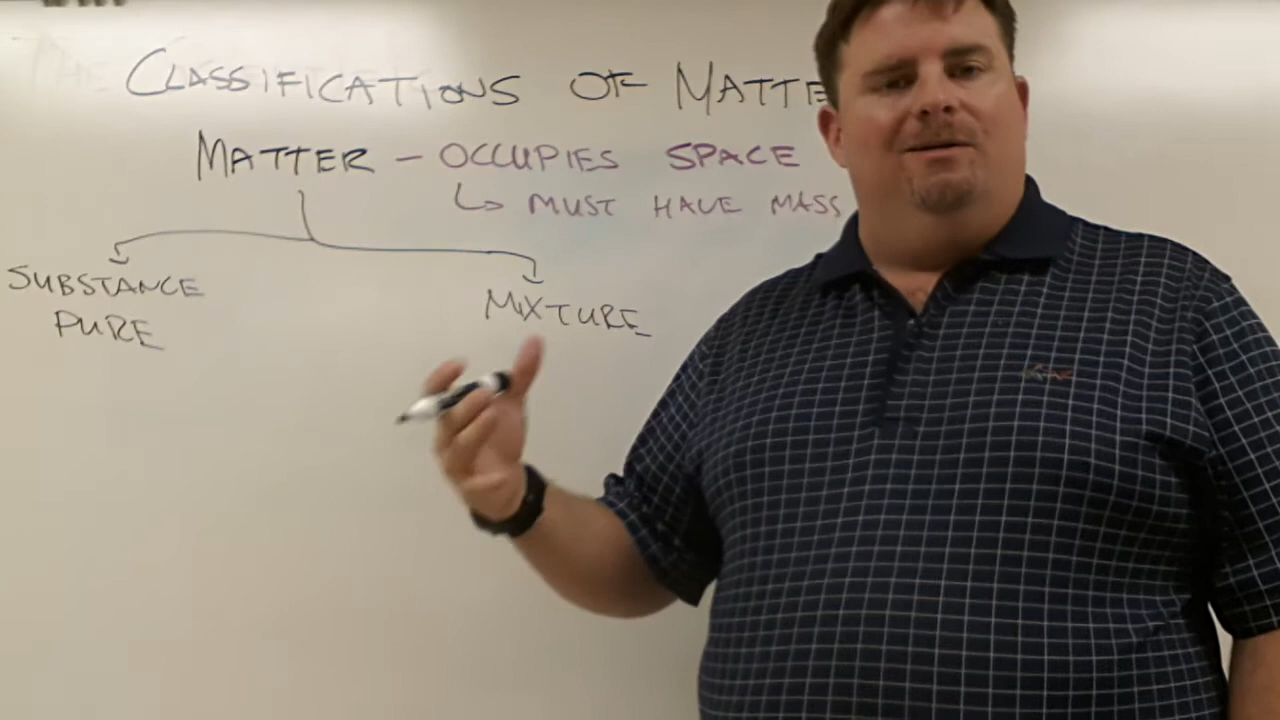 CLASSIFICATIONS OF MATTE
MATTER - OCCUPIES SPACE
↳ MUST HAVE MASS
SUBSTANCE
PURE
MIXTURE